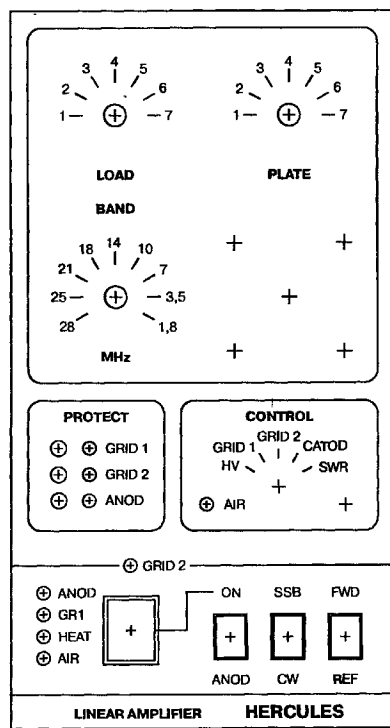 4 4
3 5 3 5
2 6 2 6
1 7 1 7
LOAD PLATE
BAND
14
18 10
21 7
25 3,5
28 1,8
MHz
PROTECT
GRID 1
GRID 2
ANOD
CONTROL
GRID 2
GRID 1 CATOD
HV SWR
AIR
GRID 2
ANOD
GR1
HEAT
AIR
ON SSB FWD
ANOD CW REF
LINEAR AMPLIFIER HERCULES